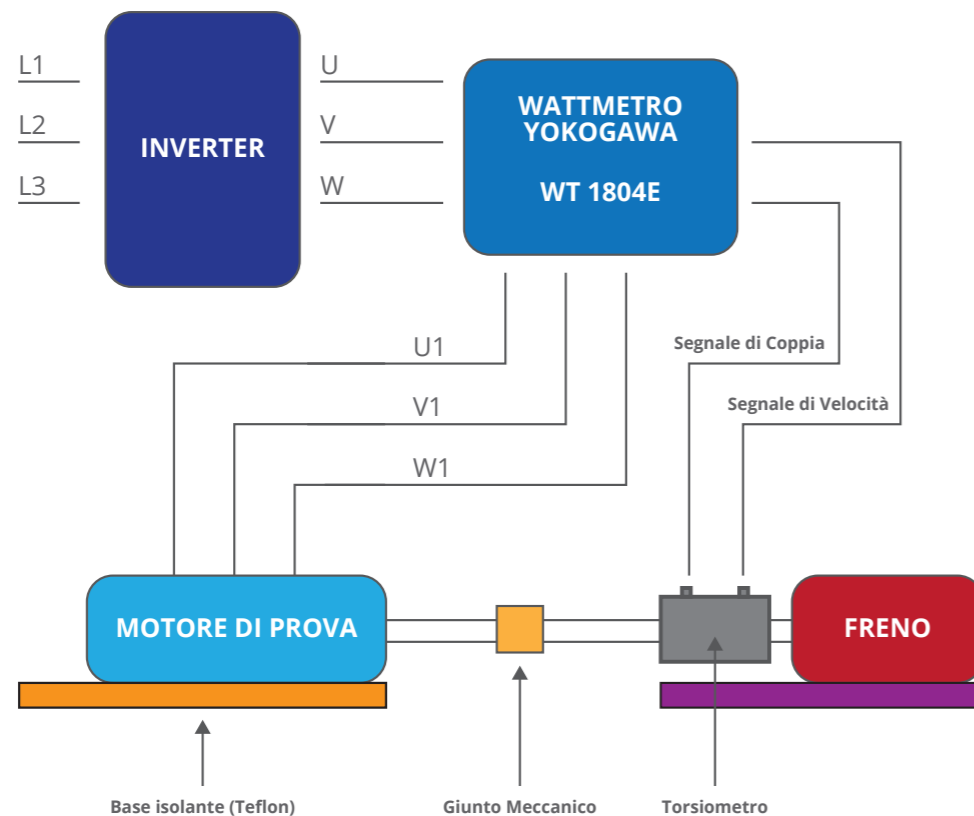 L1
L2
L3
INVERTER
U
V
W
WATTMETRO
YOKOGAWA
WT 1804E
U1
V1
W1
Segnale di Coppia
Segnale di Velocità
MOTORE DI PROVA
FRENO
Base isolante (Teflon)
Giunto Meccanico
Torsiometro